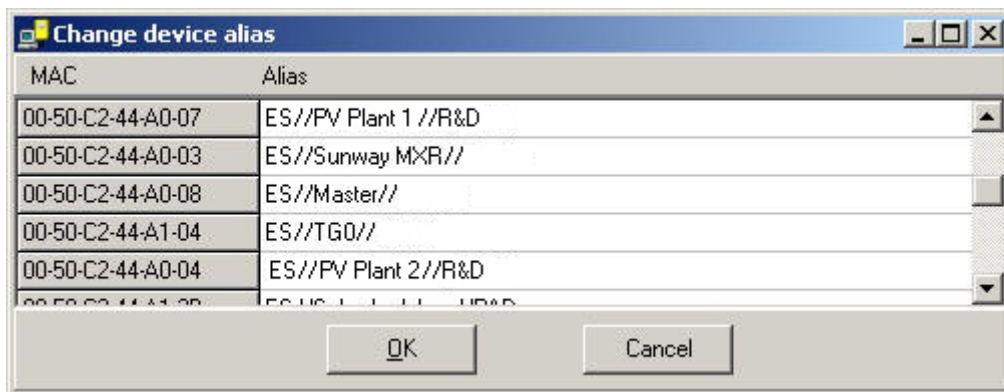 Change device alias
MAC Alias
00-50-C2-44-A0-07 ES//PV Plant 1 //R&D
00-50-C2-44-A0-03 ES//Sunway MXR//
00-50-C2-44-A0-08 ES//Master//
00-50-C2-44-A1-04 ES//TG0//
00-50-C2-44-A0-04 ES//PV Plant 2//R&D
OK Cancel